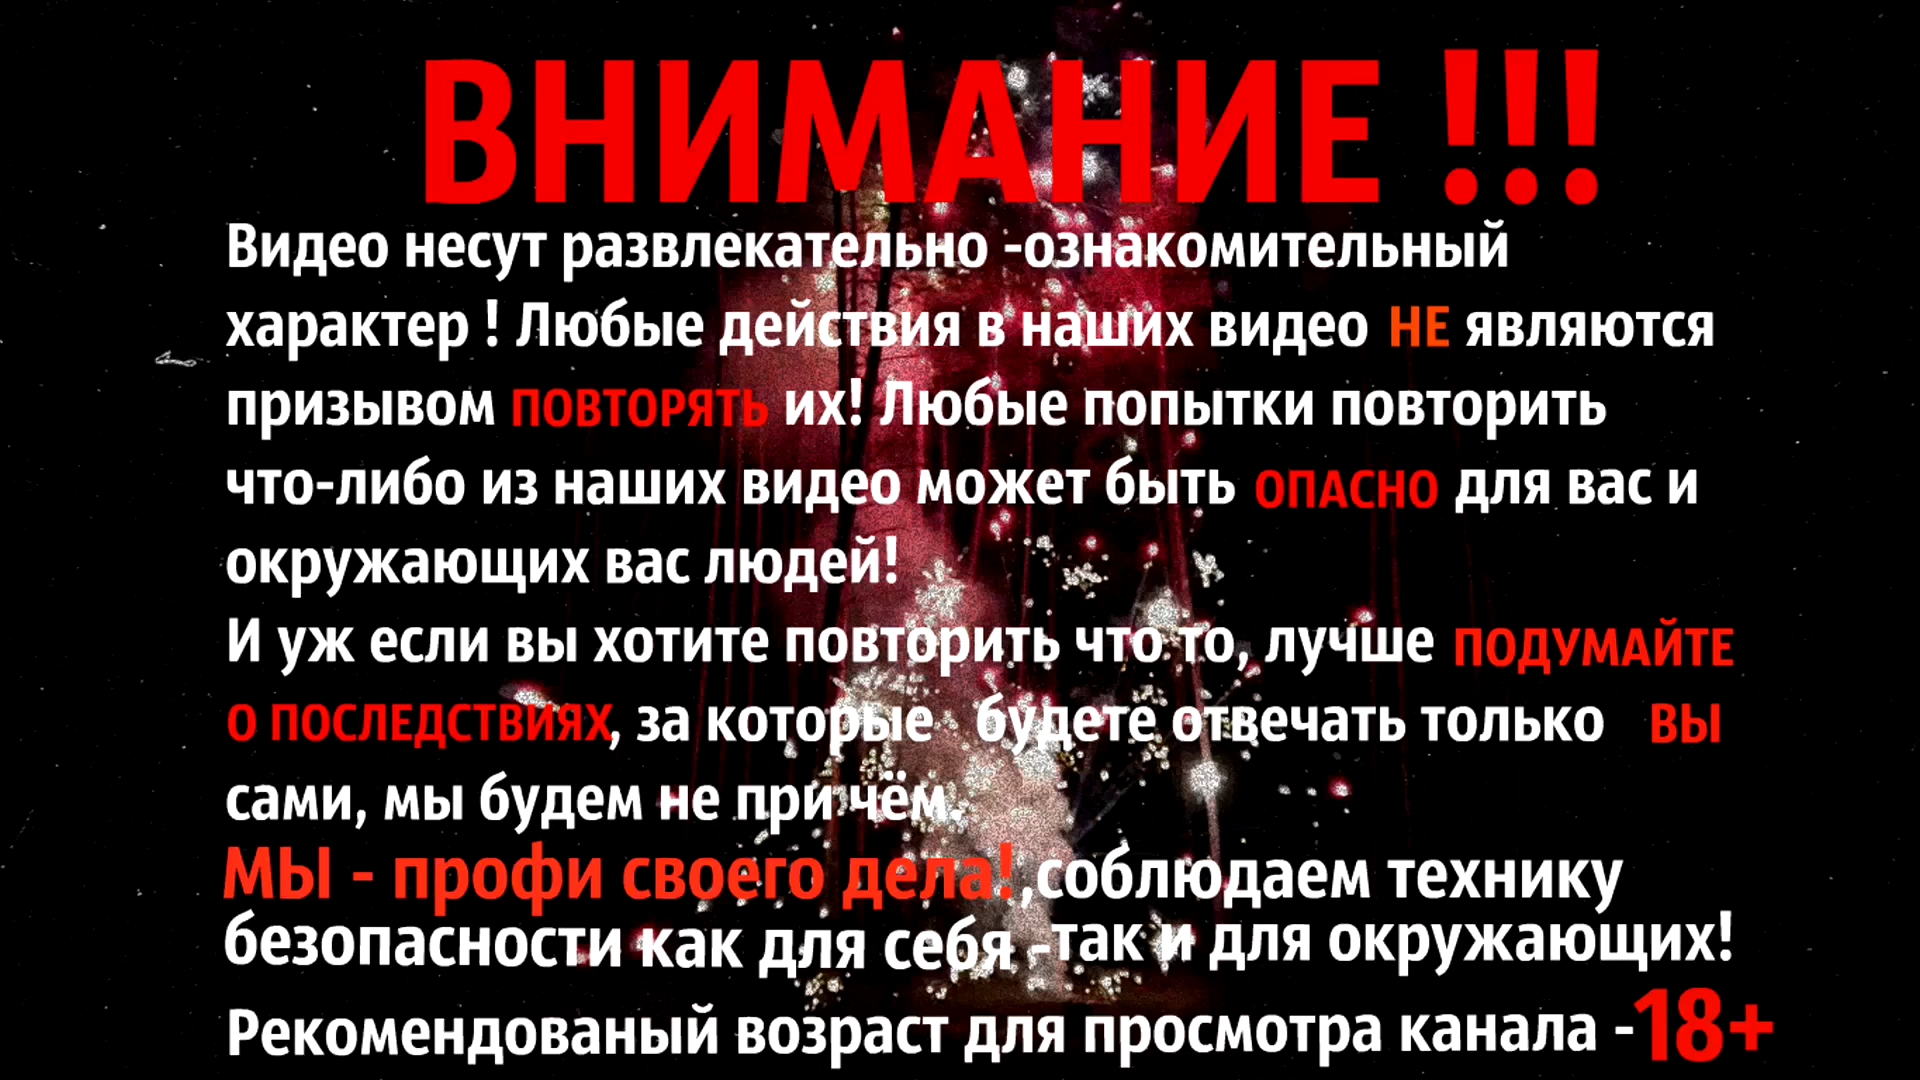 ВНИМАНИЕ !!!
Видео несут развлекательно -ознакомительный
характер ! Любые действия в наших видео НЕ являются
призывом ПОВТОРЯТЬ их! Любые попытки повторить
что-либо из наших видео может быть ОПАСНО для вас и
окружающих вас людей!
И уж если вы хотите повторить что то, лучше ПОДУМАЙТЕ
О ПОСЛЕДСТВИЯХ, за которые будете отвечать только ВЫ
сами, мы будем не при чём.
МЫ - профи своего дела!,соблюдаем технику
безопасности как для себя -так и для окружающих!
Рекомендованый возраст для просмотра канала -18+